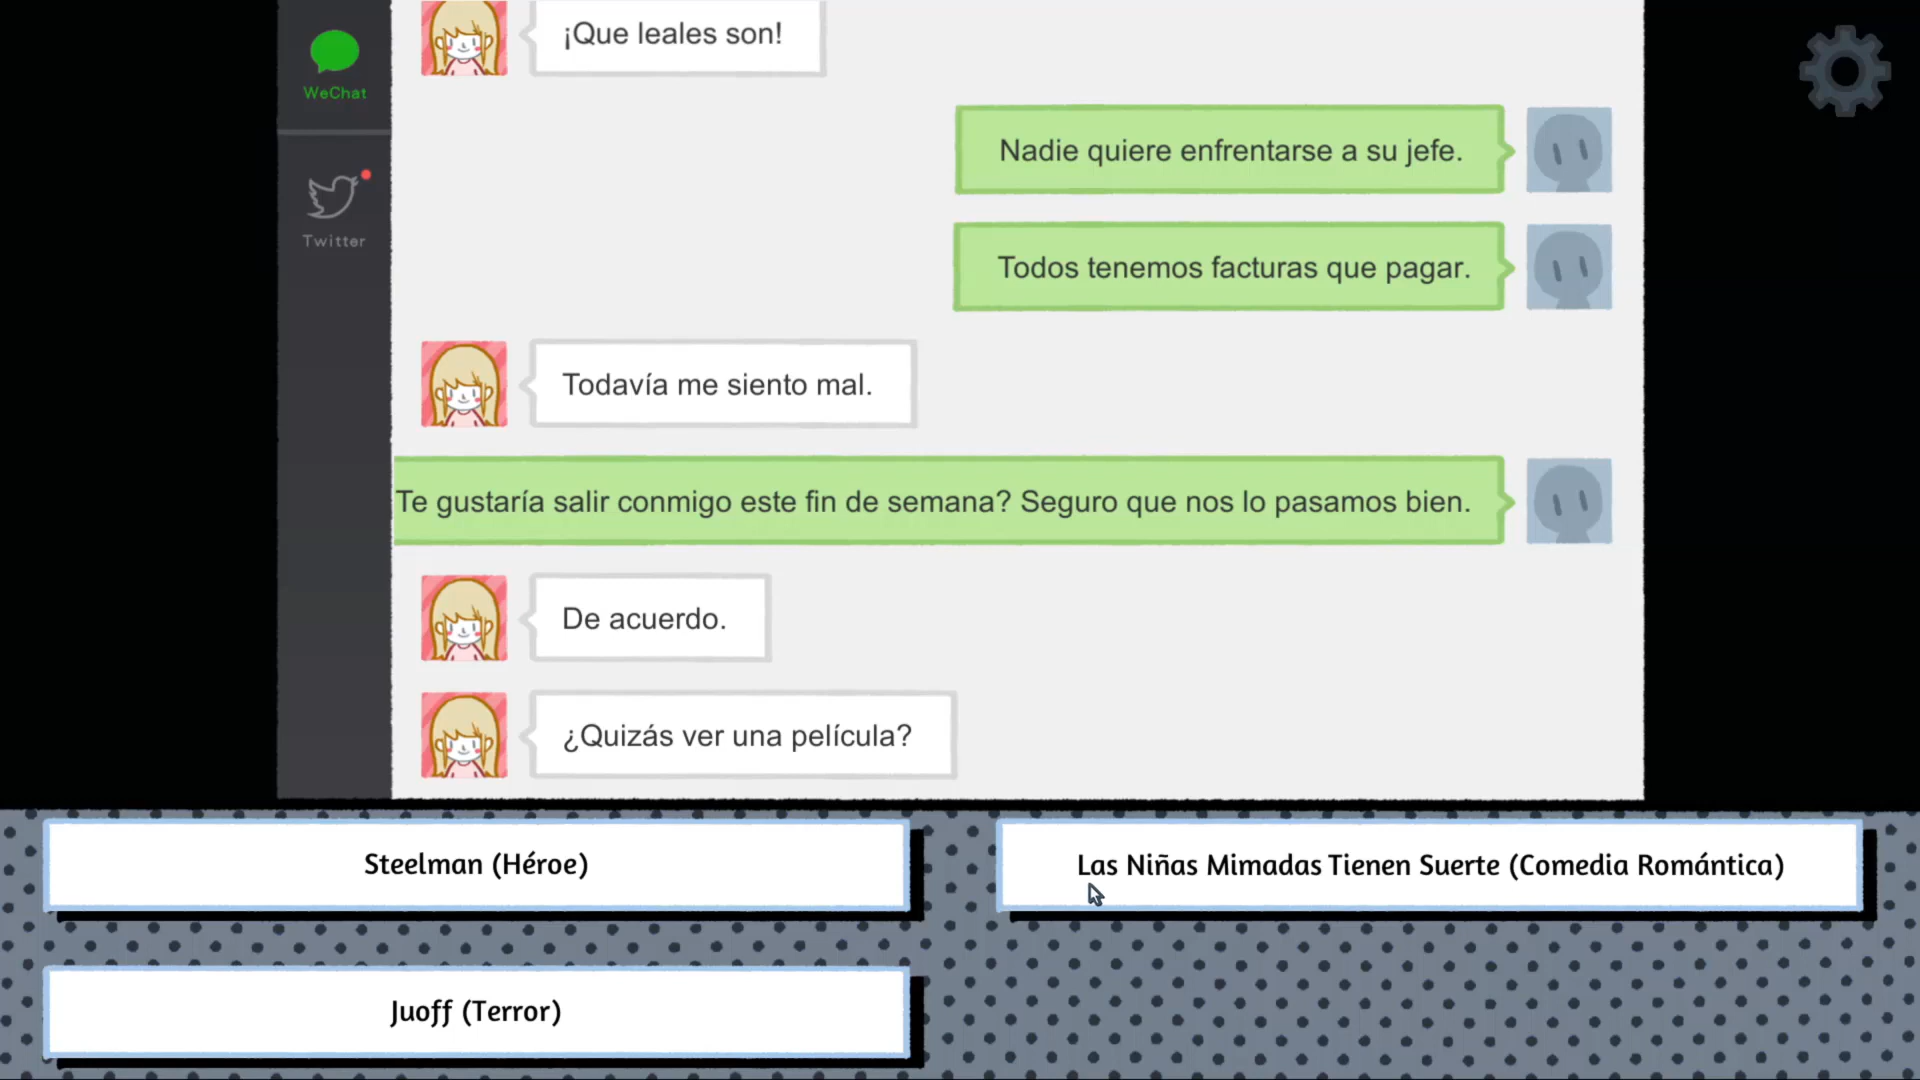 ¡Que leales son!
WeChat
Nadie quiere enfrentarse a su jefe.
Twitter
Todos tenemos facturas que pagar.
Todavía me siento mal.
Te gustaría salir conmigo este fin de semana? Seguro que nos lo pasamos bien.
De acuerdo.
¿Quizás ver una película?
Steelman (Héroe)
Las Niñas Mimadas Tienen Suerte (Comedia Romántica)
Juoff (Terror)